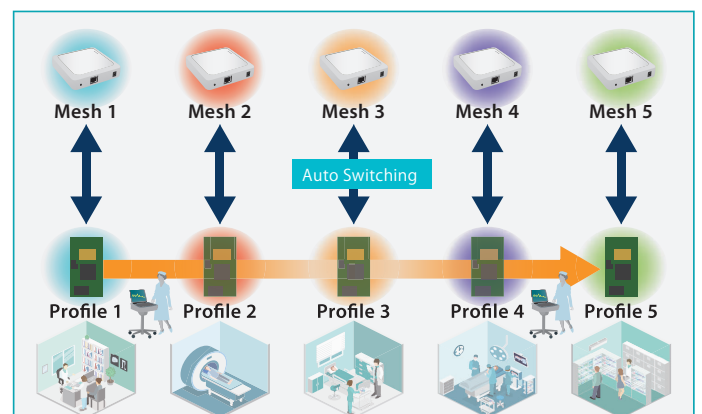 Mesh 1
Mesh 2
Mesh 3
Mesh 4
Mesh 5
Auto Switching
Profile 1
Profile 2
Profile 3
Profile 4
Profile 5